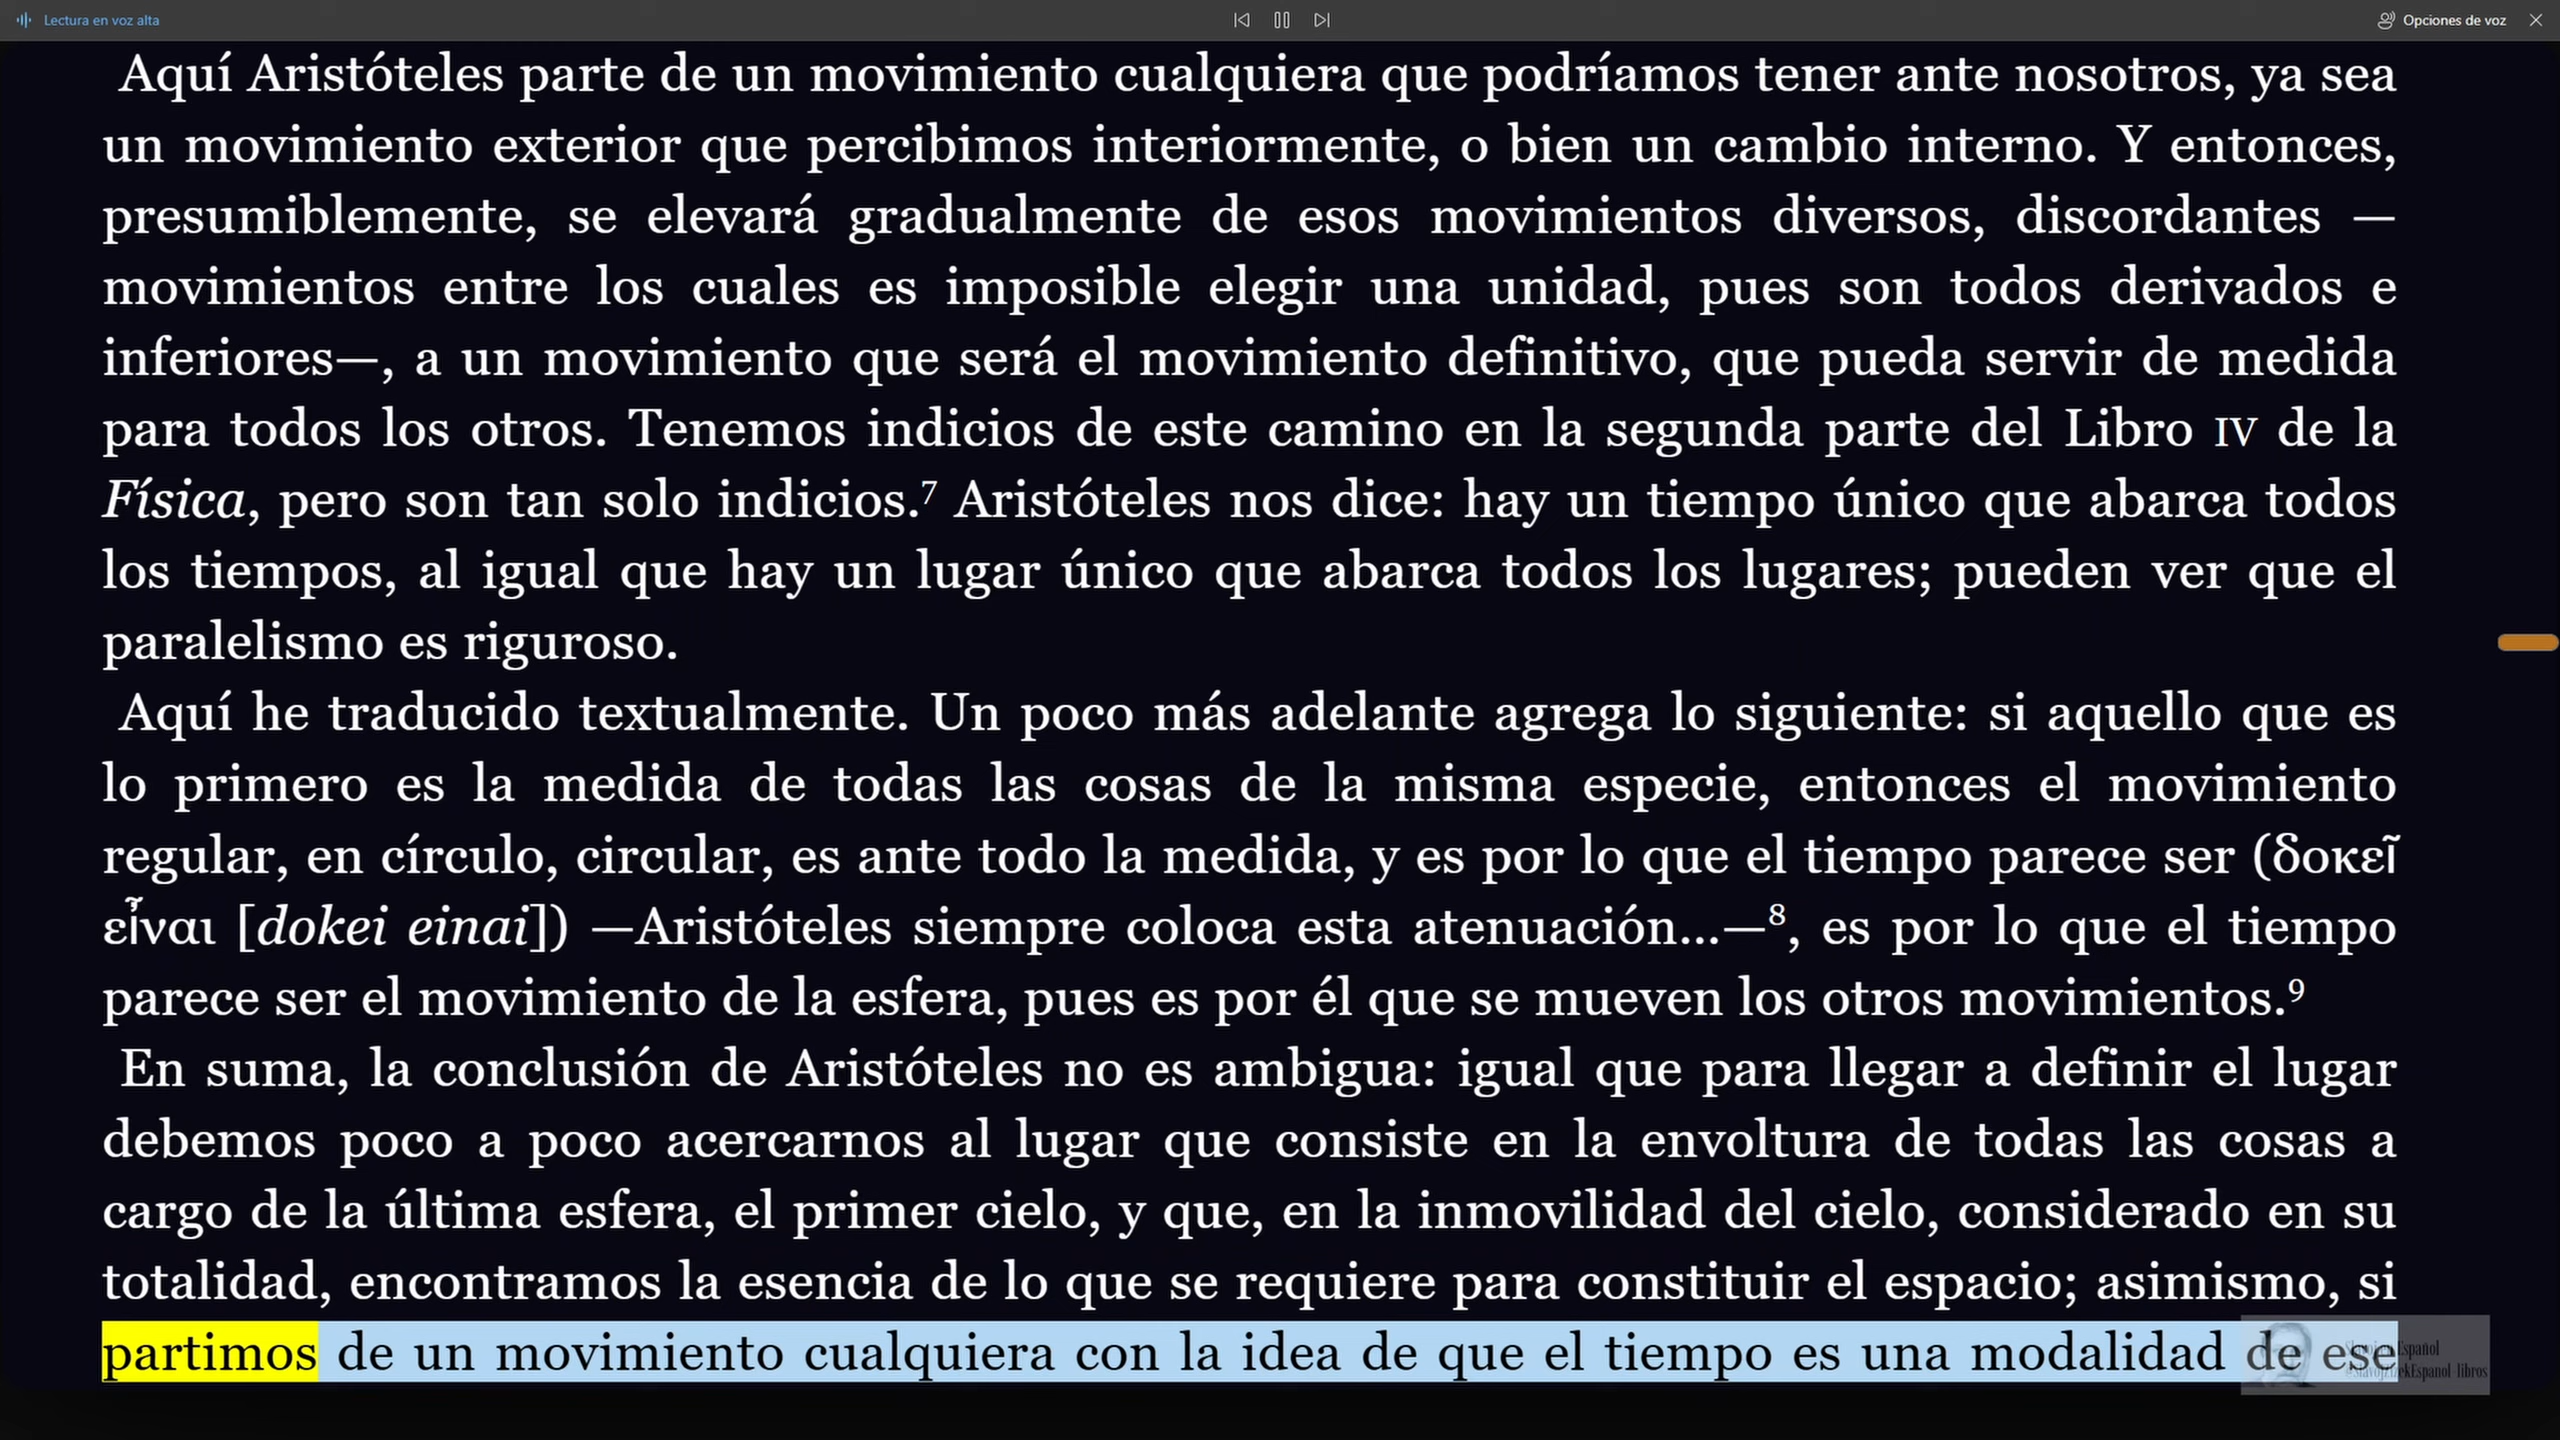 Lectura en voz alta
Opciones de voz
Aquí Aristóteles parte de un movimiento cualquiera que podríamos tener ante nosotros, ya sea
un movimiento exterior que percibimos interiormente, o bien un cambio interno. Y entonces,
presumiblemente, se elevará gradualmente de esos movimientos diversos, discordantes —
movimientos entre los cuales es imposible elegir una unidad, pues son todos derivados e
inferiores—, a un movimiento que será el movimiento definitivo, que pueda servir de medida
para todos los otros. Tenemos indicios de este camino en la segunda parte del Libro IV de la
Física, pero son tan solo indicios.⁷ Aristóteles nos dice: hay un tiempo único que abarca todos
los tiempos, al igual que hay un lugar único que abarca todos los lugares; pueden ver que el
paralelismo es riguroso.
Aquí he traducido textualmente. Un poco más adelante agrega lo siguiente: si aquello que es
lo primero es la medida de todas las cosas de la misma especie, entonces el movimiento
regular, en círculo, circular, es ante todo la medida, y es por lo que el tiempo parece ser (δοκεῖ
εἶναι [dokei einai]) —Aristóteles siempre coloca esta atenuación...—⁸, es por lo que el tiempo
parece ser el movimiento de la esfera, pues es por él que se mueven los otros movimientos.⁹
En suma, la conclusión de Aristóteles no es ambigua: igual que para llegar a definir el lugar
debemos poco a poco acercarnos al lugar que consiste en la envoltura de todas las cosas a
cargo de la última esfera, el primer cielo, y que, en la inmovilidad del cielo, considerado en su
totalidad, encontramos la esencia de lo que se requiere para constituir el espacio; asimismo, si
partimos de un movimiento cualquiera con la idea de que el tiempo es una modalidad de ese
Español
libros